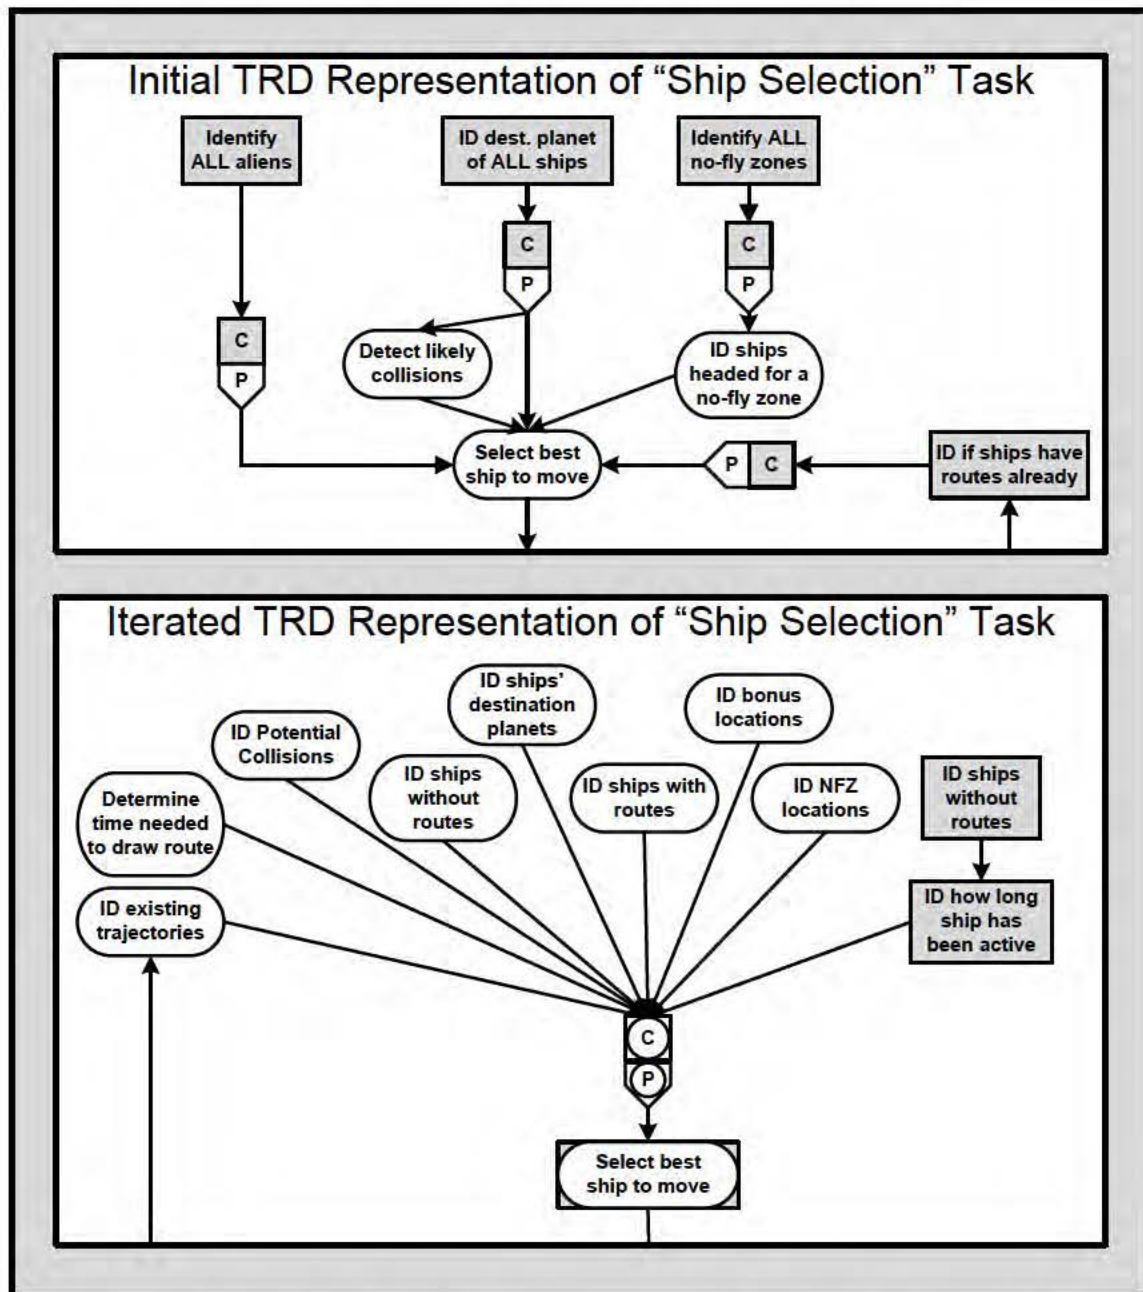 Initial TRD Representation of “Ship Selection” Task
Identify
ALL aliens
ID dest. planet
of ALL ships
Identify ALL
no-fly zones
C
P
C
P
C
P
Detect likely
collisions
ID ships
headed for a
no-fly zone
Select best
ship to move
P
C
ID if ships have
routes already
Iterated TRD Representation of “Ship Selection” Task
ID ships’
destination
planets
ID bonus
locations
ID Potential
Collisions
ID ships
without
routes
ID ships with
routes
ID NFZ
locations
ID ships
without
routes
Determine
time needed
to draw route
ID existing
trajectories
ID how long
ship has
been active
C
P
Select best
ship to move